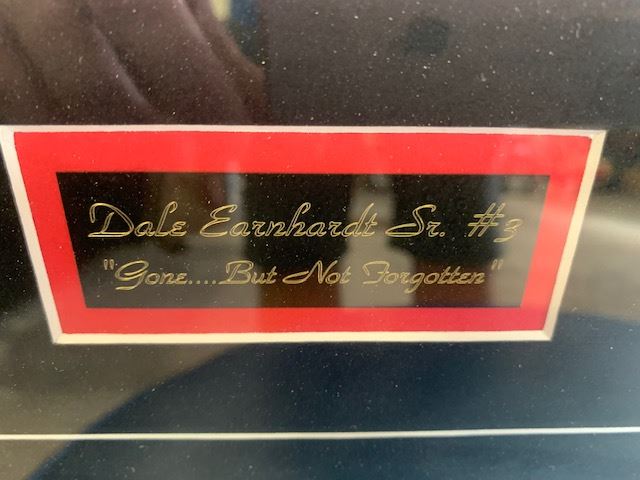 Dale Earnhardt Sr. #3
"Gone....But Not Forgotten"